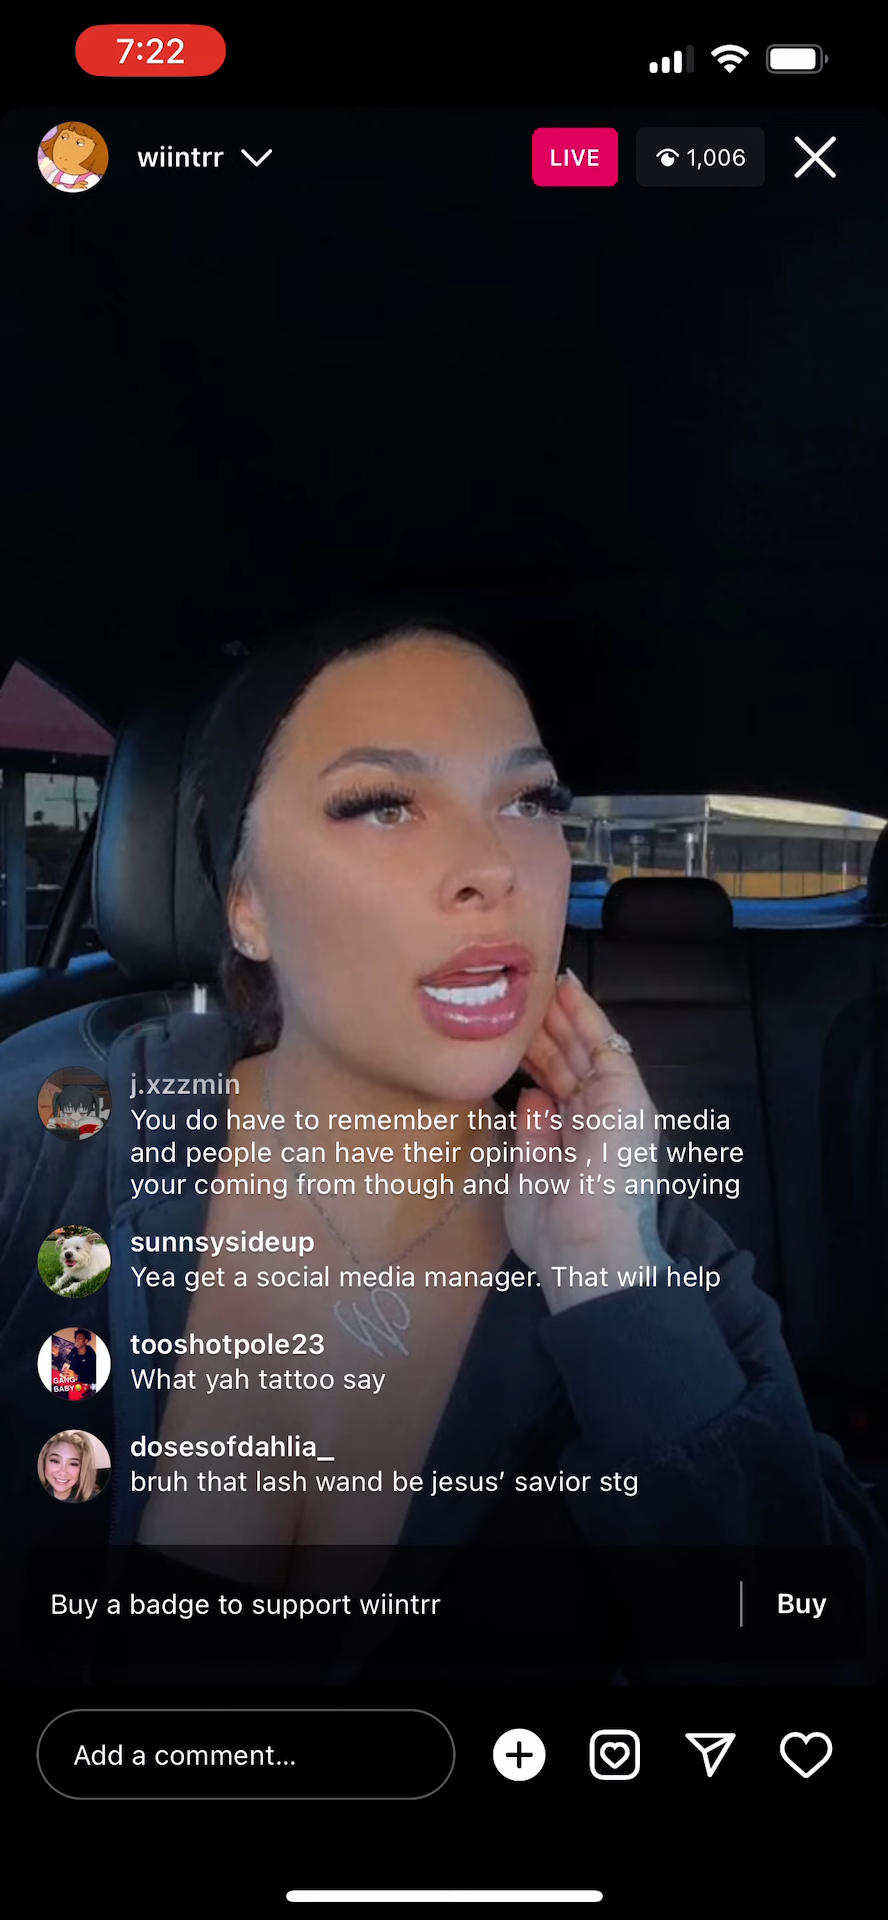 7:22
wiintrr
LIVE
1,006
j.xzzmin
You do have to remember that it’s social media
and people can have their opinions , I get where
your coming from though and how it’s annoying
sunnsysideup
Yea get a social media manager. That will help
tooshotpole23
What yah tattoo say
GANG
BABY
dosesofdahlia_
bruh that lash wand be jesus’ savior stg
Buy a badge to support wiintrr
Buy
Add a comment...